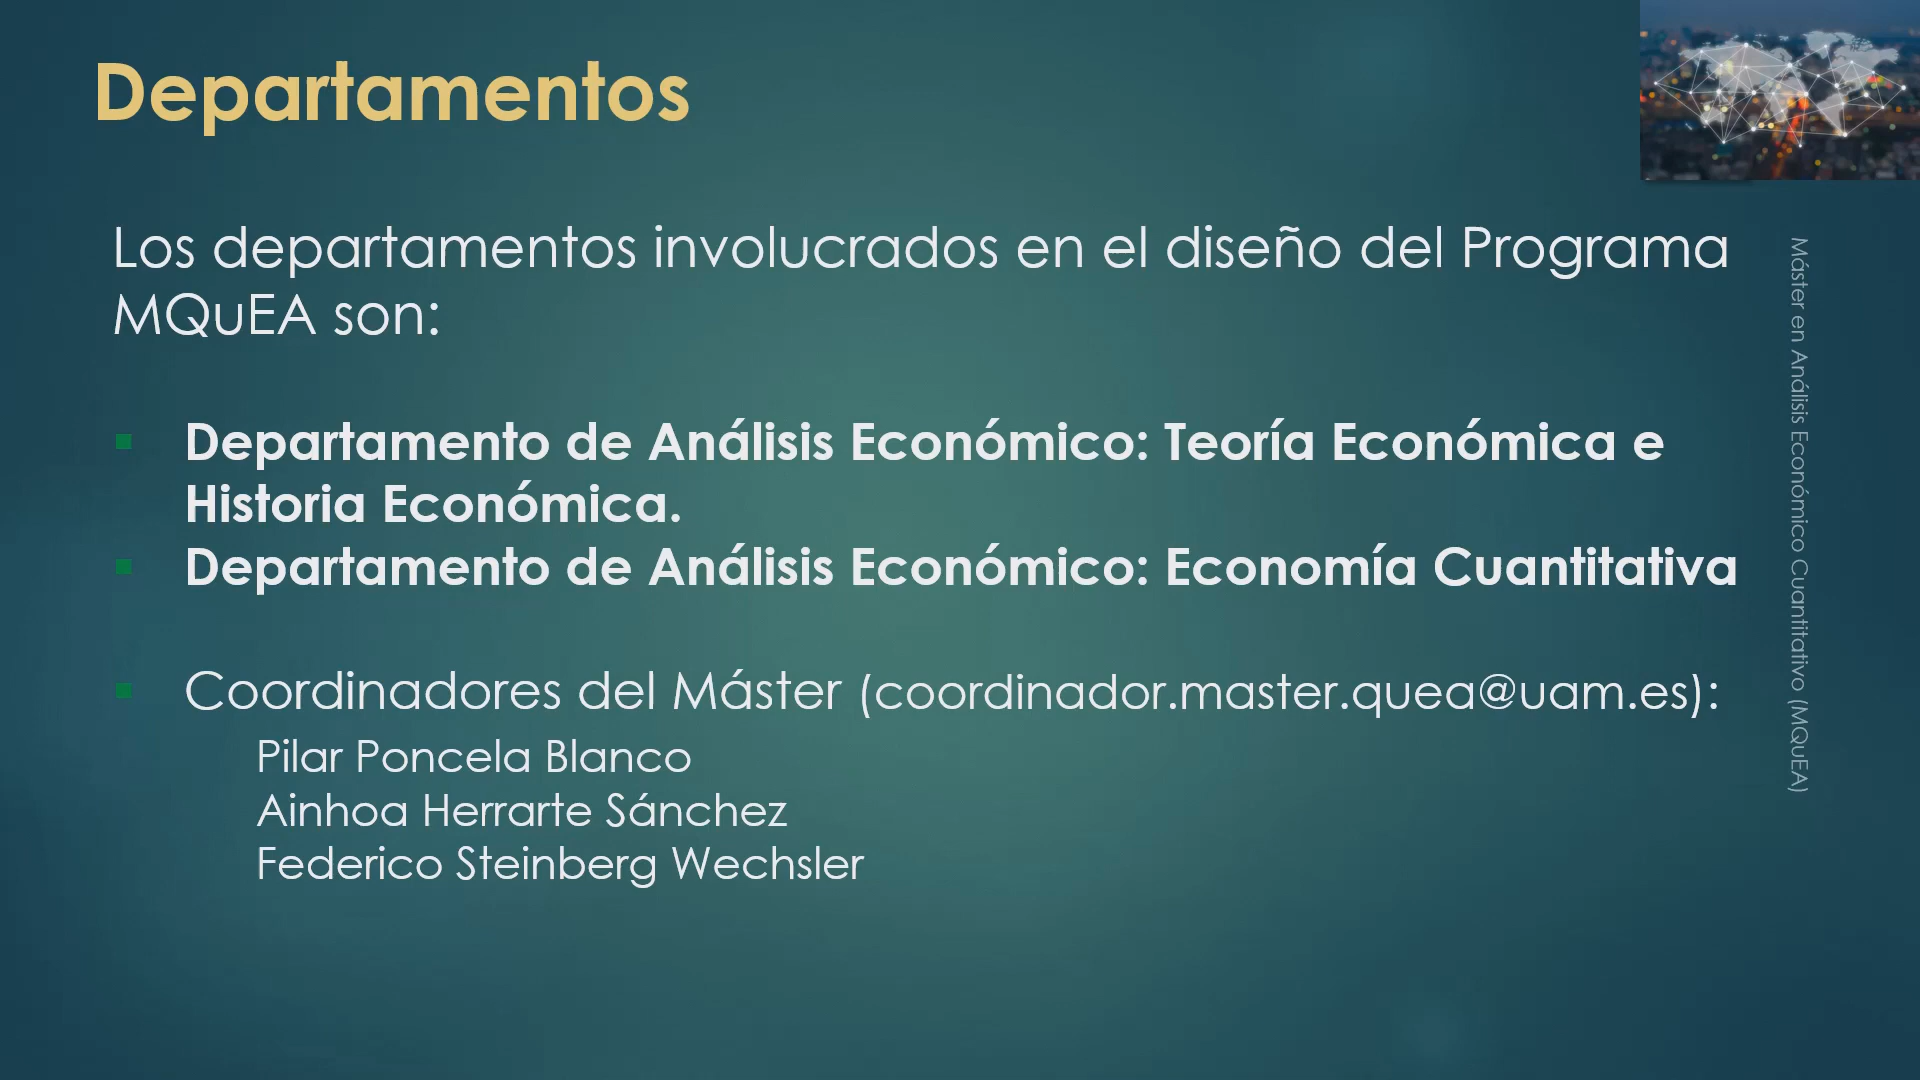 Departamentos
Los departamentos involucrados en el diseño del Programa
MQuEA son:
Departamento de Análisis Económico: Teoría Económica e
Historia Económica.
Departamento de Análisis Económico: Economía Cuantitativa
Coordinadores del Máster (coordinador.master.quea@uam.es):
Pilar Poncela Blanco
Ainhoa Herrarte Sánchez
Federico Steinberg Wechsler
Máster en Análisis Económico Cuantitativo (MQuEA)